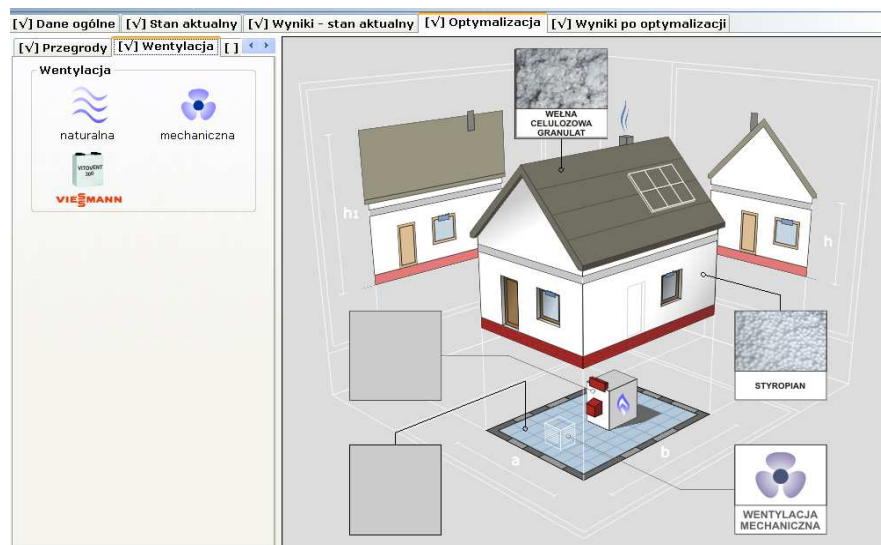 [√] Dane ogólne [√] Stan aktualny [√] Wyniki - stan aktualny [√] Optymalizacja [√] Wyniki po optymalizacji
[√] Przegrody [√] Wentylacja [ ]
Wentylacja
naturalna mechaniczna
VITOVENT
300
VIESMANN
WEŁNA
CELULOZOWA
GRANULAT
h1
h
STYROPIAN
a
b
WENTYLACJA
MECHANICZNA